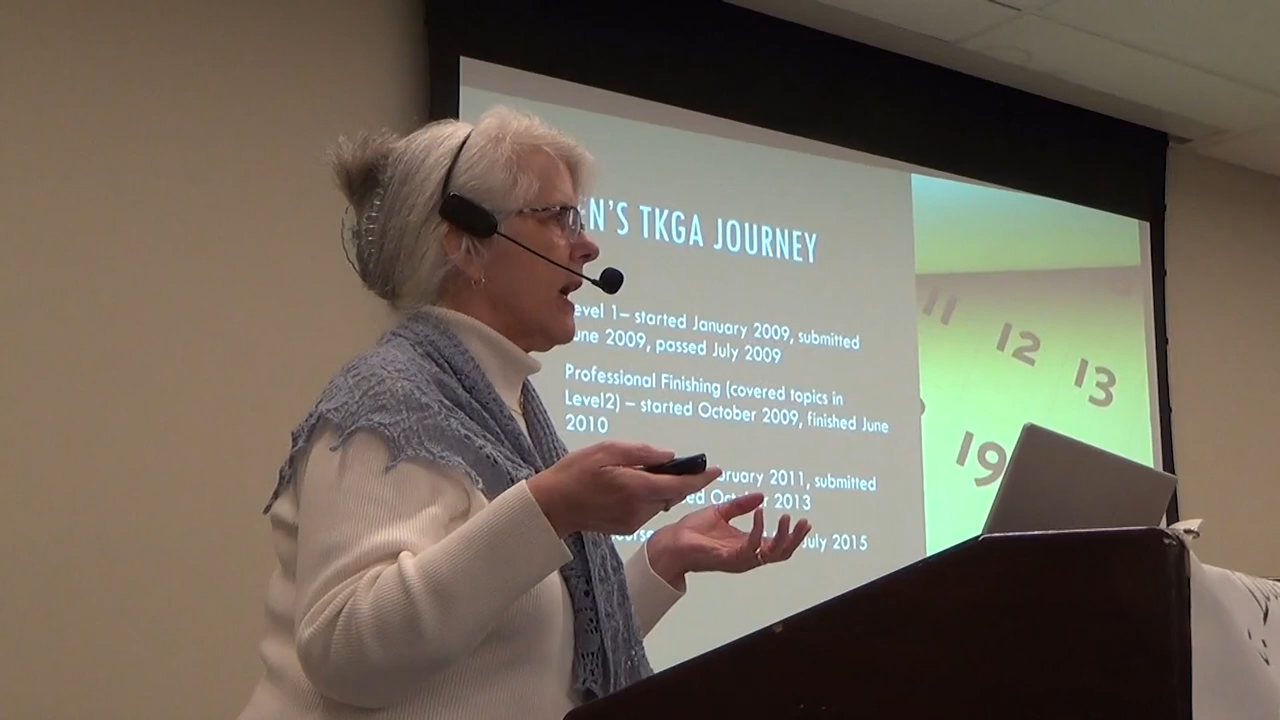 N'S TKGA JOURNEY
evel 1– started January 2009, submitted
une 2009, passed July 2009
Professional Finishing (covered topics in
Level2) – started October 2009, finished June
2010
bruary 2011, submitted
ed October 2013
July 2015
11
12
13
19